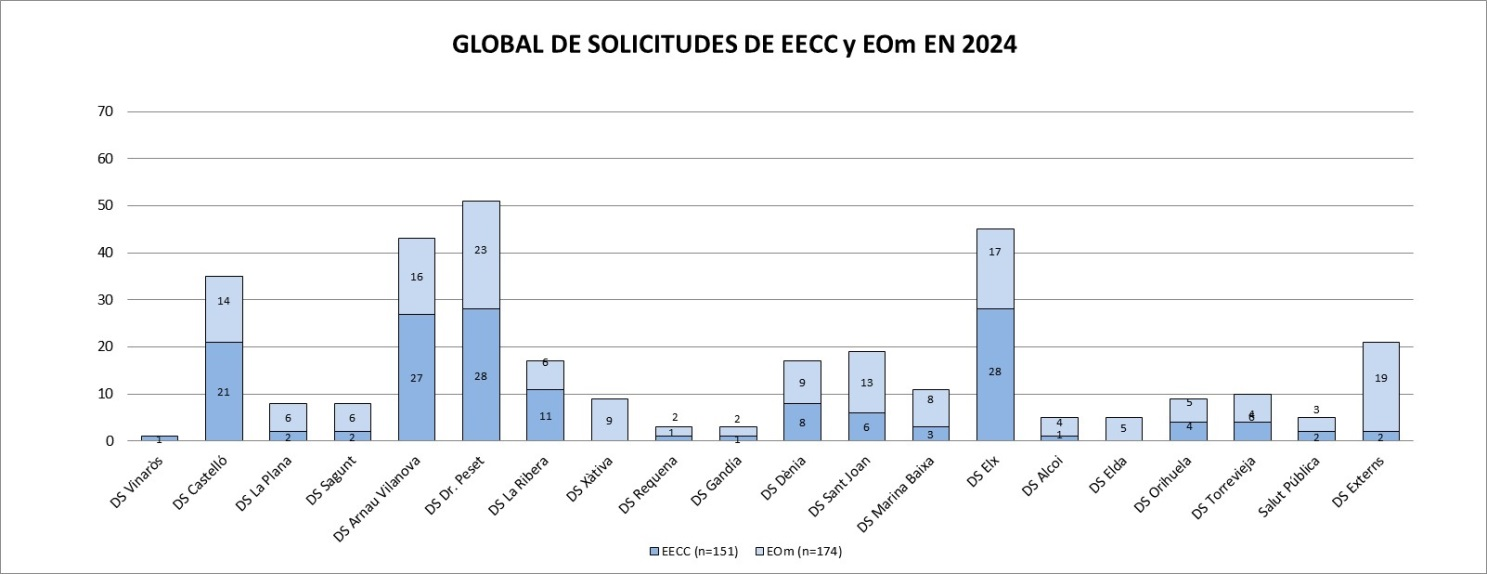 GLOBAL DE SOLICITUDES DE EECC y EOm EN 2024
70
60
50
40
30
20
10
0
1
14
21
6
2
6
2
16
27
23
28
6
11
9
2
1
2
1
9
8
13
6
8
3
17
28
4
1
5
5
4
4
6
3
2
19
2
DS Vinaròs
DS Castelló
DS La Plana
DS Sagunt
DS Arnau Vilanova
DS Dr. Peset
DS La Ribera
DS Xàtiva
DS Requena
DS Gandía
DS Dènia
DS Sant Joan
DS Marina Baixa
DS Elx
DS Alcoi
DS Elda
DS Orihuela
DS Torrevieja
Salut Pública
DS Externs
EECC (n=151)
EOm (n=174)